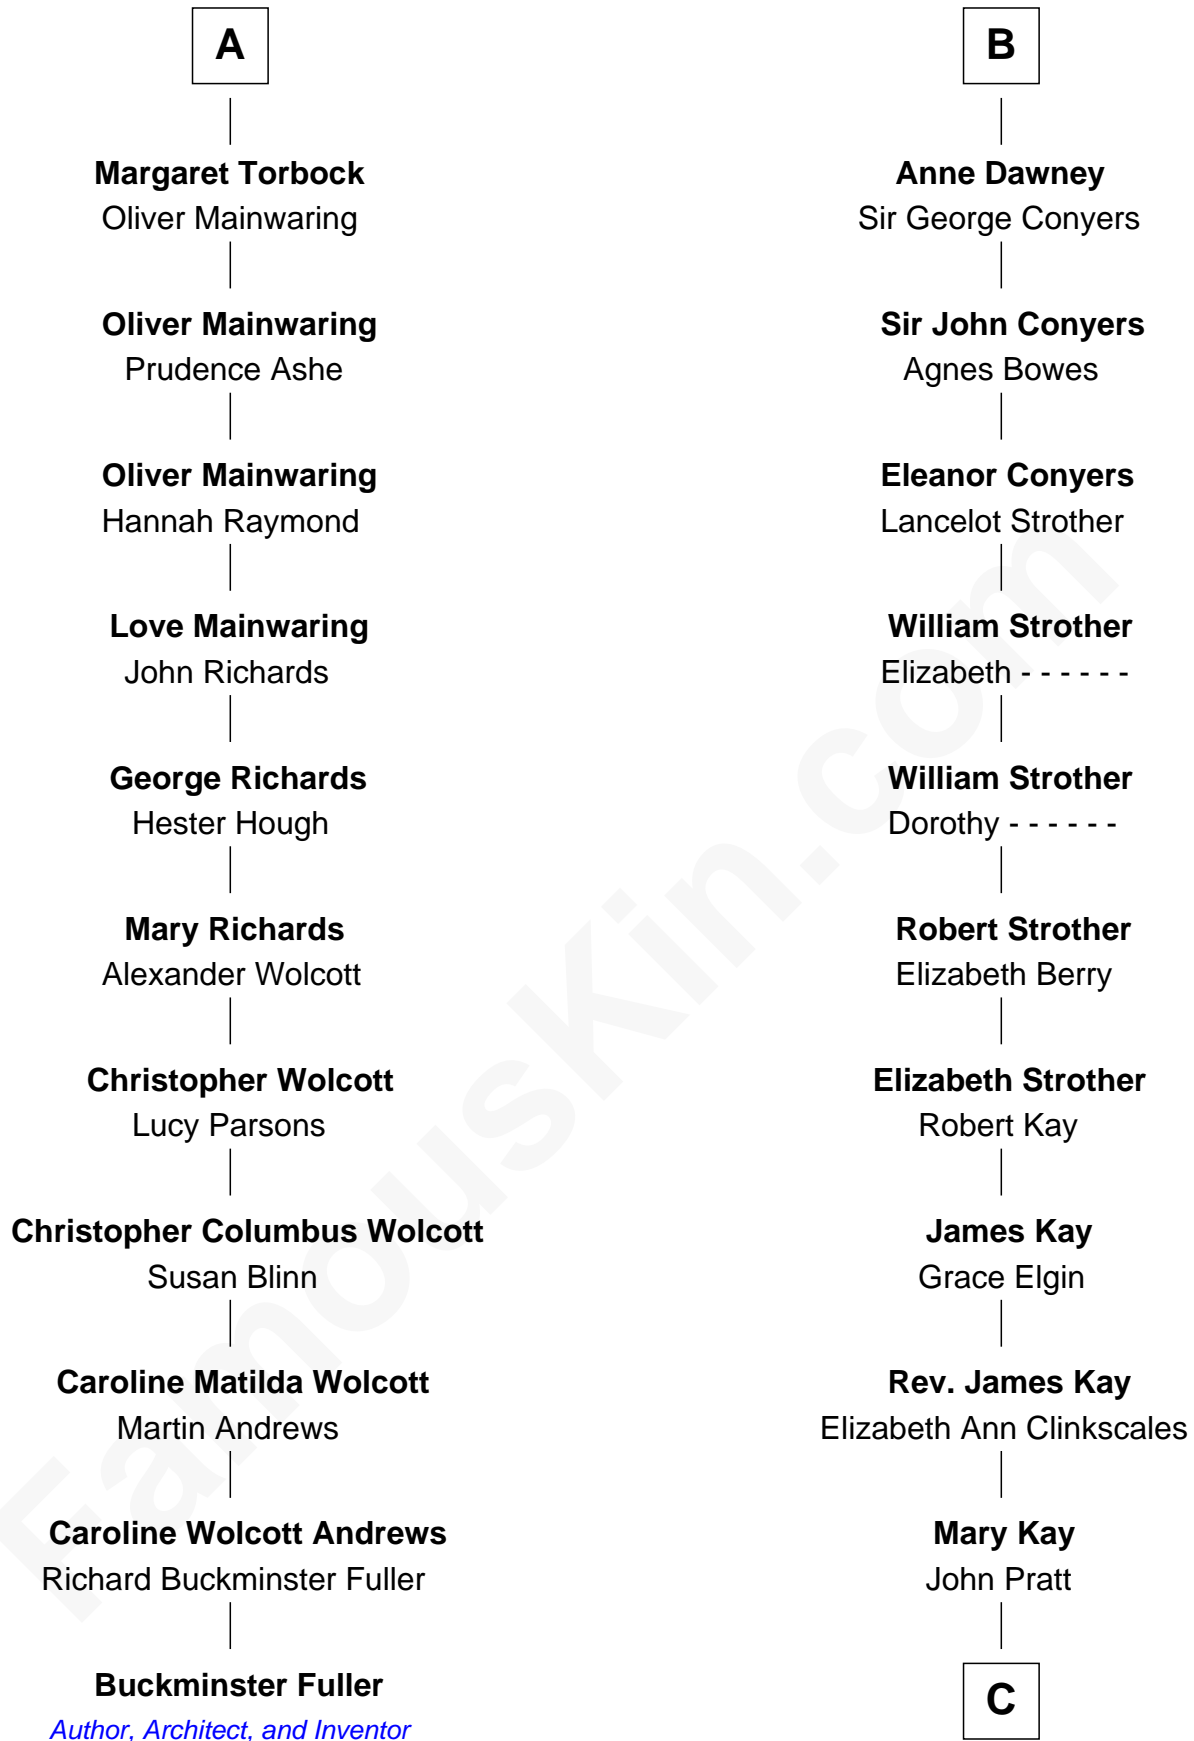 A
Margaret Torbock
Oliver Mainwaring
Oliver Mainwaring
Prudence Ashe
Oliver Mainwaring
Hannah Raymond
Love Mainwaring
John Richards
George Richards
Hester Hough
Mary Richards
Alexander Wolcott
Christopher Wolcott
Lucy Parsons
Christopher Columbus Wolcott
Susan Blinn
Caroline Matilda Wolcott
Martin Andrews
Caroline Wolcott Andrews
Richard Buckminster Fuller
Buckminster Fuller
Author, Architect, and Inventor
B
Anne Dawney
Sir George Conyers
Sir John Conyers
Agnes Bowes
Eleanor Conyers
Lancelot Strother
William Strother
Elizabeth - - - - - -
William Strother
Dorothy - - - - - -
Robert Strother
Elizabeth Berry
Elizabeth Strother
Robert Kay
James Kay
Grace Elgin
Rev. James Kay
Elizabeth Ann Clinkscales
Mary Kay
John Pratt
C
FamousKin.com